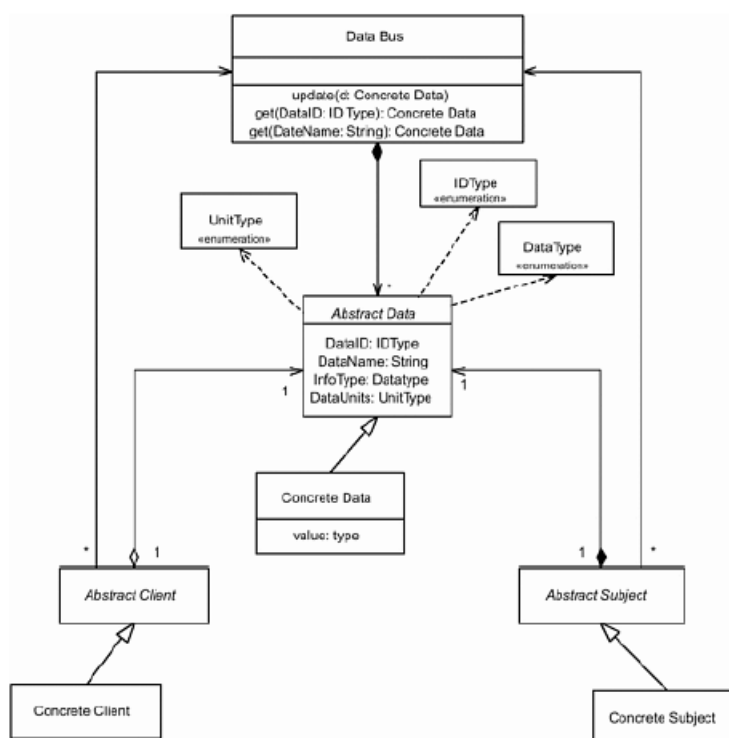 Data Bus
update(d: Concrete Data)
get(DataID: ID Type): Concrete Data
get(DateName: String): Concrete Data
IDType
«enumeration»
UnitType
«enumeration»
DataType
«enumeration»
*
Abstract Data
DataID: IDType
DataName: String
InfoType: Datatype
DataUnits: UnitType
1
1
Concrete Data
value: type
*
1
1
*
Abstract Client
Abstract Subject
Concrete Client
Concrete Subject